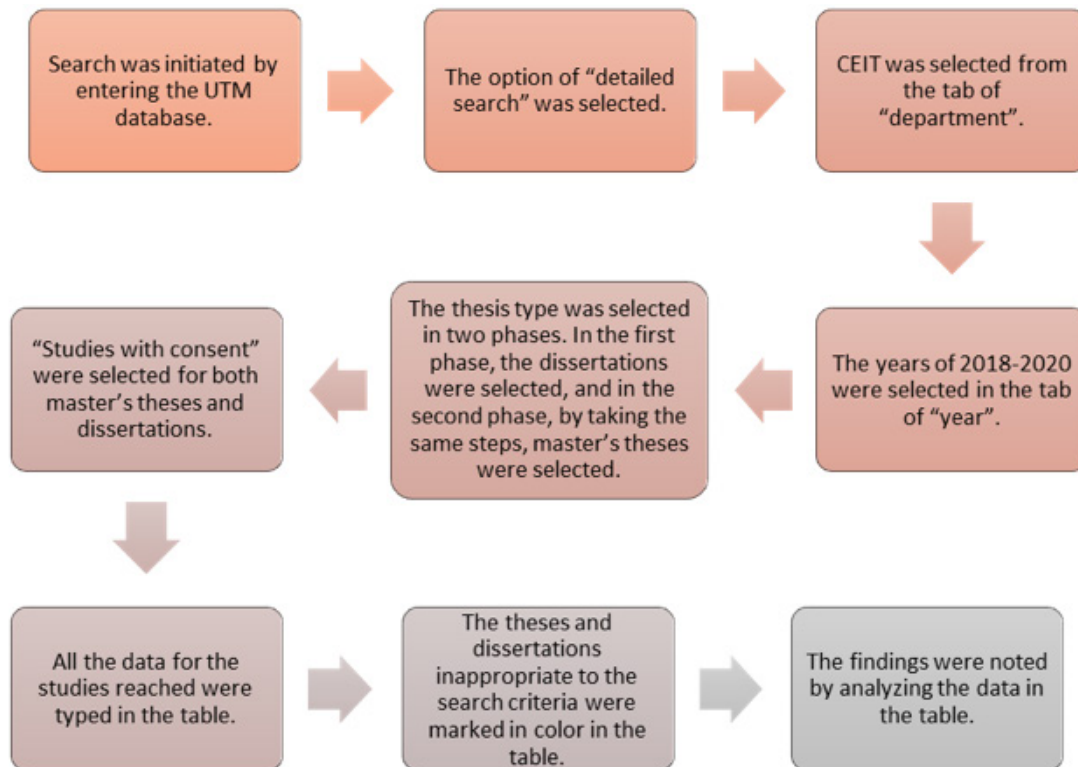 Search was initiated by
entering the UTM
database.
The option of “detailed
search” was selected.
CEIT was selected from
the tab of
“department”.
The years of 2018-2020
were selected in the tab
of “year”.
The thesis type was selected
in two phases. In the first
phase, the dissertations
were selected, and in the
second phase, by taking the
same steps, master’s theses
were selected.
“Studies with consent”
were selected for both
master’s theses and
dissertations.
All the data for the
studies reached were
typed in the table.
The theses and
dissertations
inappropriate to the
search criteria were
marked in color in the
table.
The findings were noted
by analyzing the data in
the table.